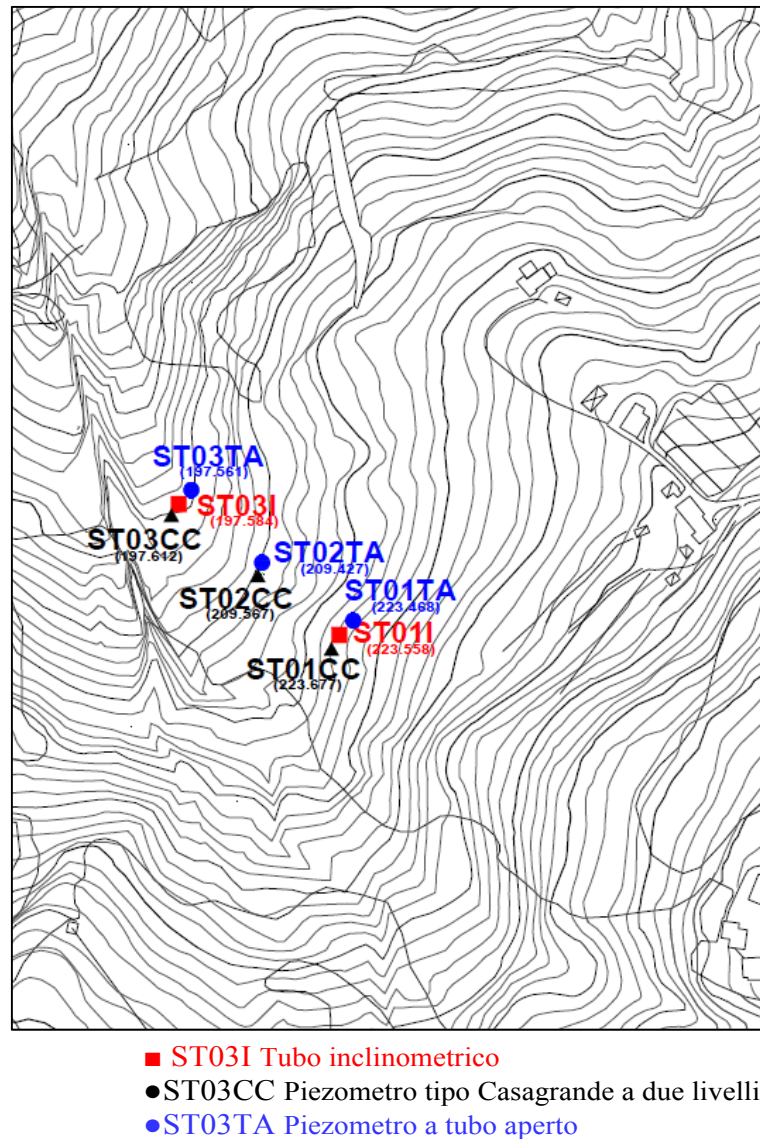 ST03TA
(197.561)
ST03I
(197.584)
ST03CC
(197.612)
ST02TA
(209.427)
ST02CC
(209.567)
ST01TA
(223.468)
ST01I
(223.558)
ST01CC
(223.677)
ST03I Tubo inclinometrico
ST03CC Piezometro tipo Casagrande a due livelli
ST03TA Piezometro a tubo aperto